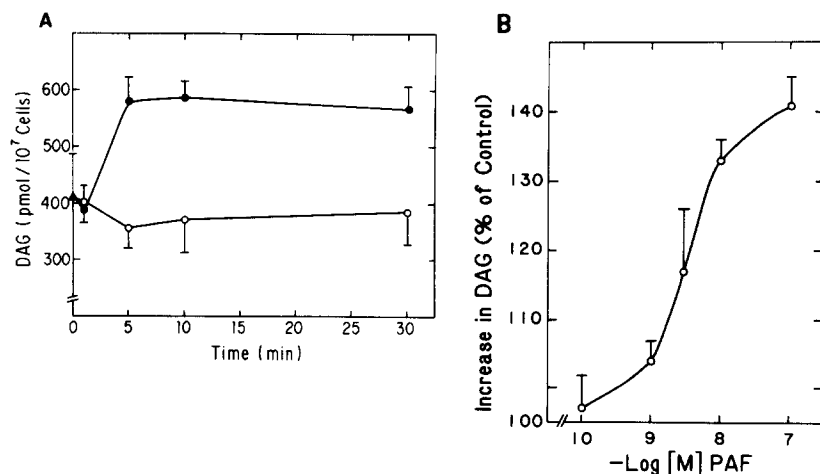 A
DAG (pmol/10⁷ Cells)
600
500
400
300
0 5 10 15 20 25 30
Time (min)
B
Increase in DAG (% of Control)
140
130
120
110
100
10 9 8 7
-Log [M] PAF